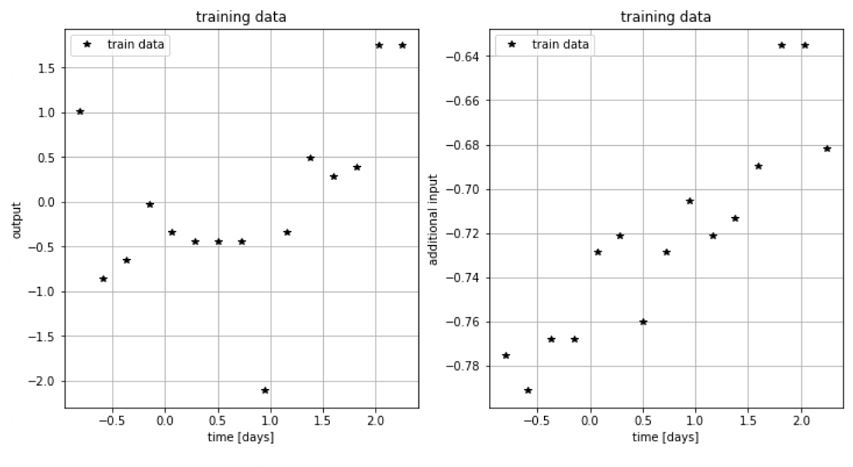 training data
train data
1.5
1.0
0.5
0.0
−0.5
−1.0
−1.5
−2.0
output
−0.5 0.0 0.5 1.0 1.5 2.0
time [days]
training data
train data
−0.64
−0.66
−0.68
−0.70
−0.72
−0.74
−0.76
−0.78
additional input
−0.5 0.0 0.5 1.0 1.5 2.0
time [days]